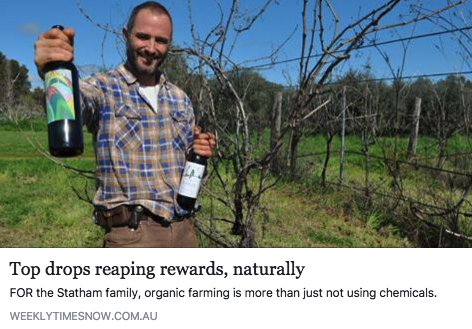 Top drops reaping rewards, naturally
FOR the Statham family, organic farming is more than just not using chemicals.
WEEKLYTIMESNOW.COM.AU